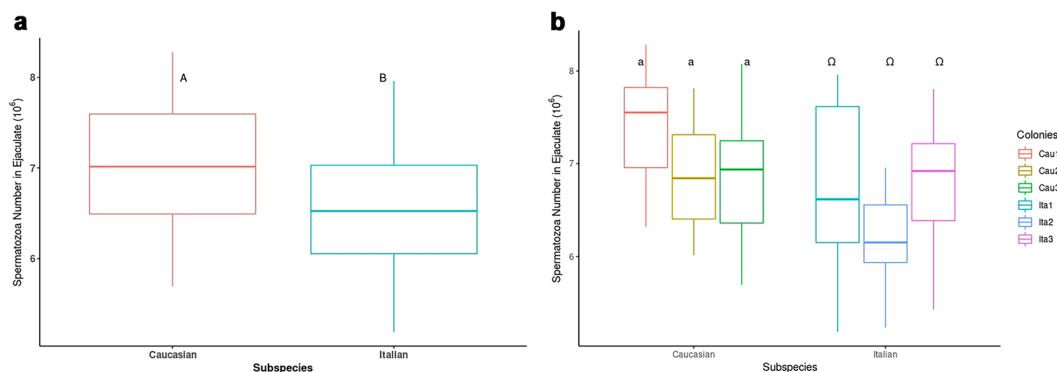 a
Spermatozoa Number in Ejaculate (10⁶)
8
7
6
A
B
Caucasian
Italian
Subspecies
b
Spermatozoa Number in Ejaculate (10⁶)
8
7
6
a
a
a
Ω
Ω
Ω
Caucasian
Italian
Subspecies
Colonies
Cau1
Cau2
Cau3
Ita1
Ita2
Ita3